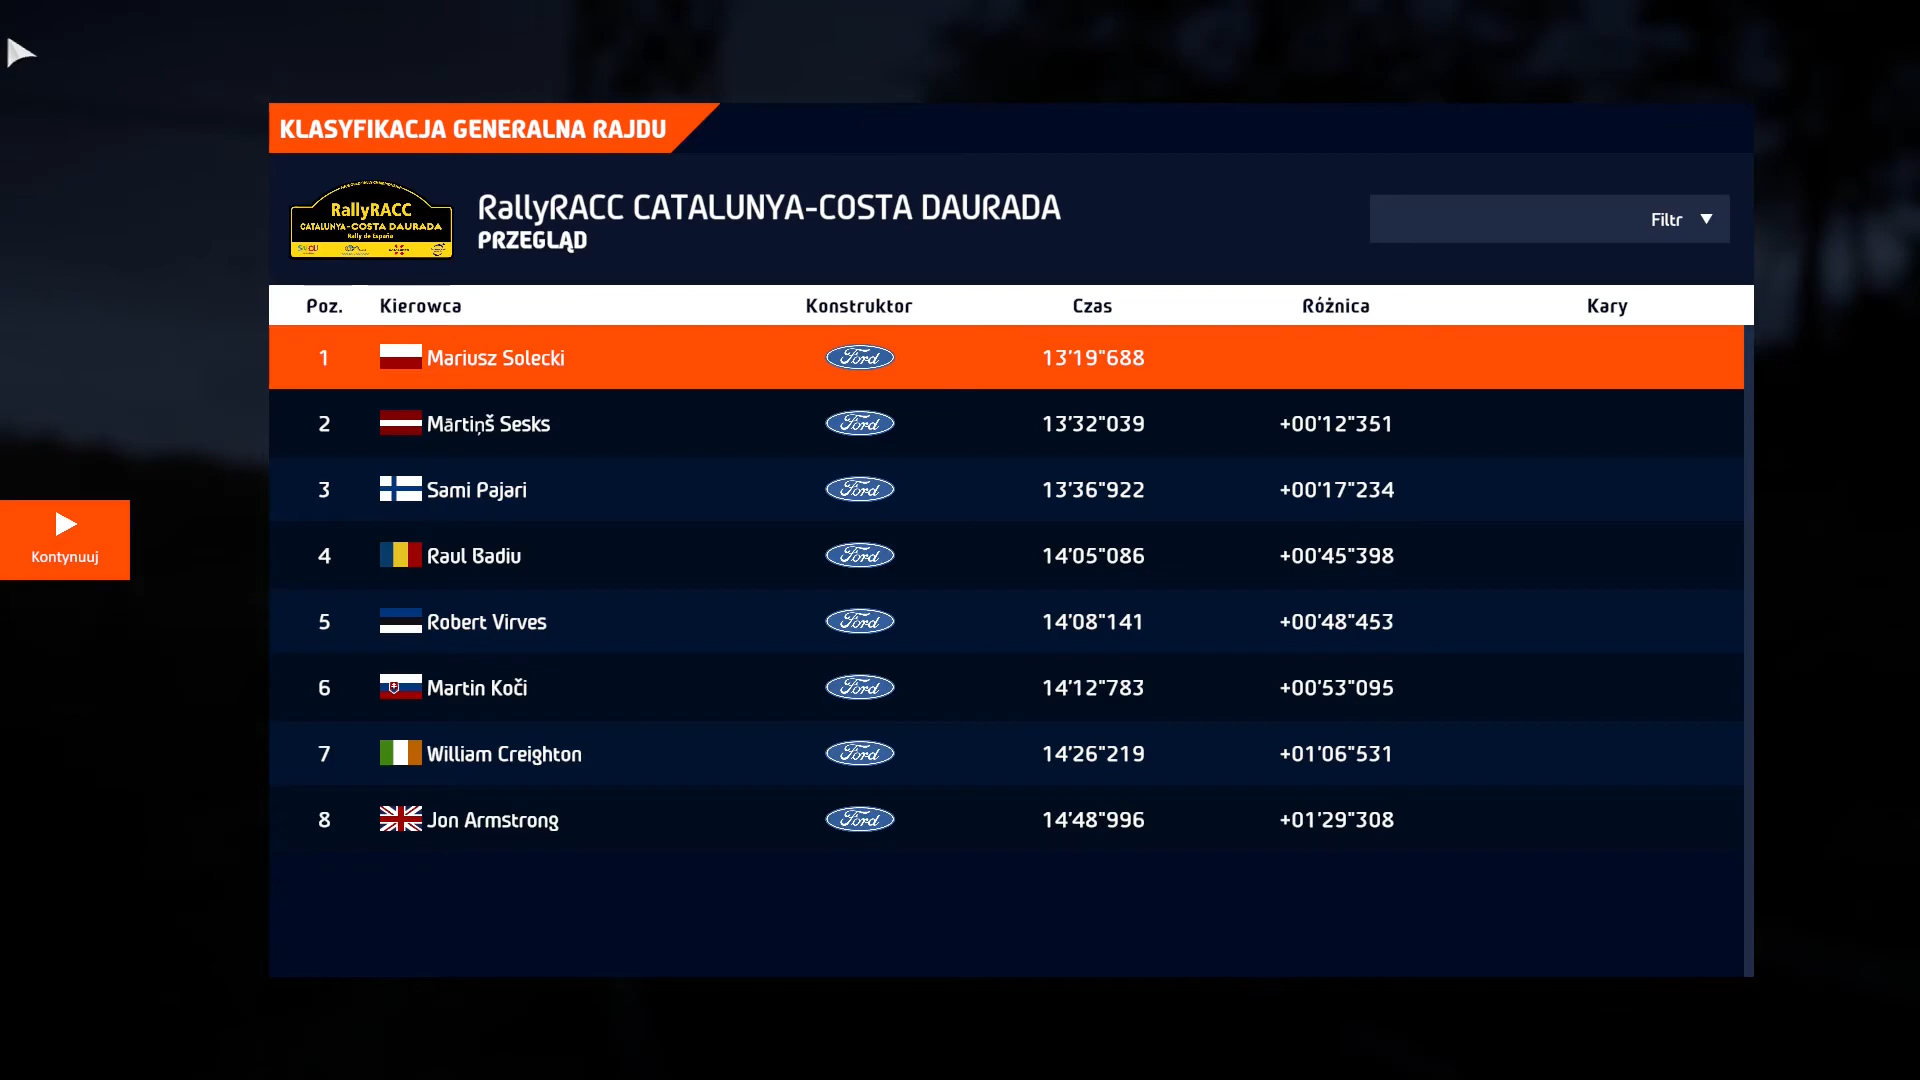 KLASYFIKACJA GENERALNA RAJDU
RallyRACC
CATALUNYA-COSTA DAURADA
Rally de España
RallyRACC CATALUNYA-COSTA DAURADA
PRZEGLĄD
Filtr
Poz. Kierowca Konstruktor Czas Różnica Kary
1 Mariusz Solecki Ford 13'19"688
2 Mārtiņš Sesks Ford 13'32"039 +00'12"351
3 Sami Pajari Ford 13'36"922 +00'17"234
4 Raul Badiu Ford 14'05"086 +00'45"398
5 Robert Virves Ford 14'08"141 +00'48"453
6 Martin Koči Ford 14'12"783 +00'53"095
7 William Creighton Ford 14'26"219 +01'06"531
8 Jon Armstrong Ford 14'48"996 +01'29"308
Kontynuuj